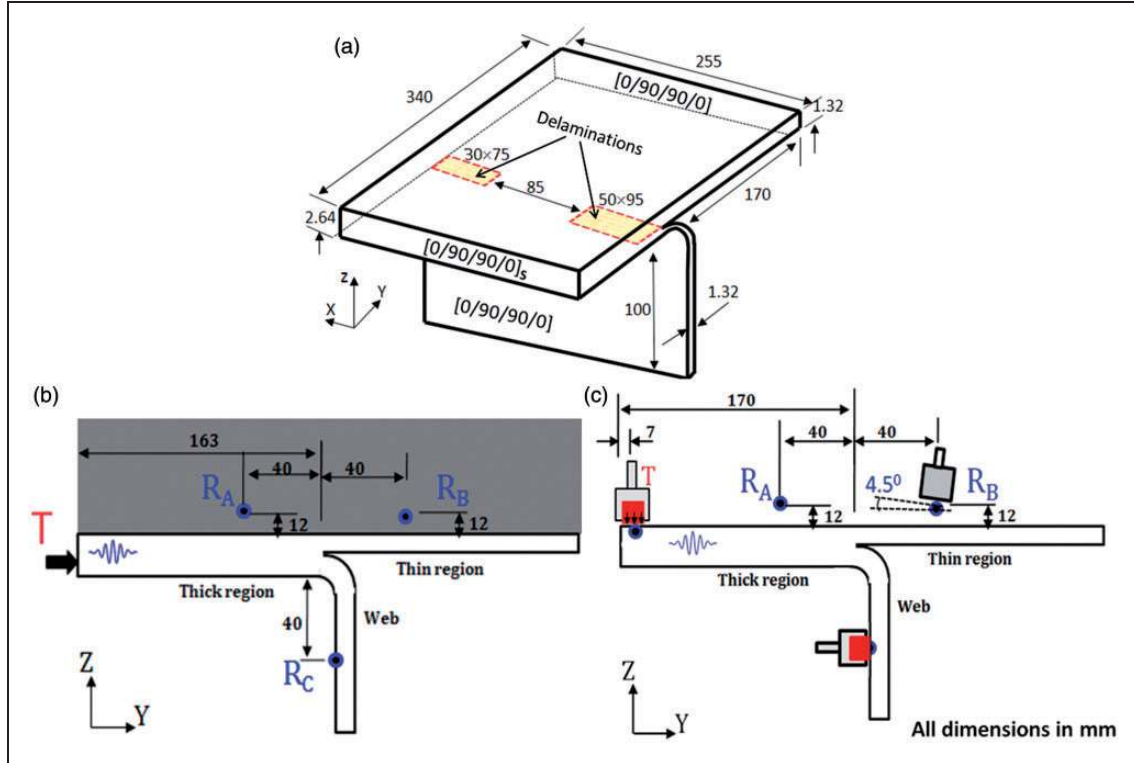 (a)
255
[0/90/90/0]
1.32
340
Delaminations
30×75
85
50×95
170
2.64
[0/90/90/0]s
z
Y
X
[0/90/90/0]
100
1.32
(b)
163
40
40
RA
RB
12
12
T
Thick region
Thin region
Web
40
RC
Z
Y
(c)
170
7
40
40
T
RA
4.5⁰
RB
12
12
Thick region
Thin region
Web
Z
Y
All dimensions in mm